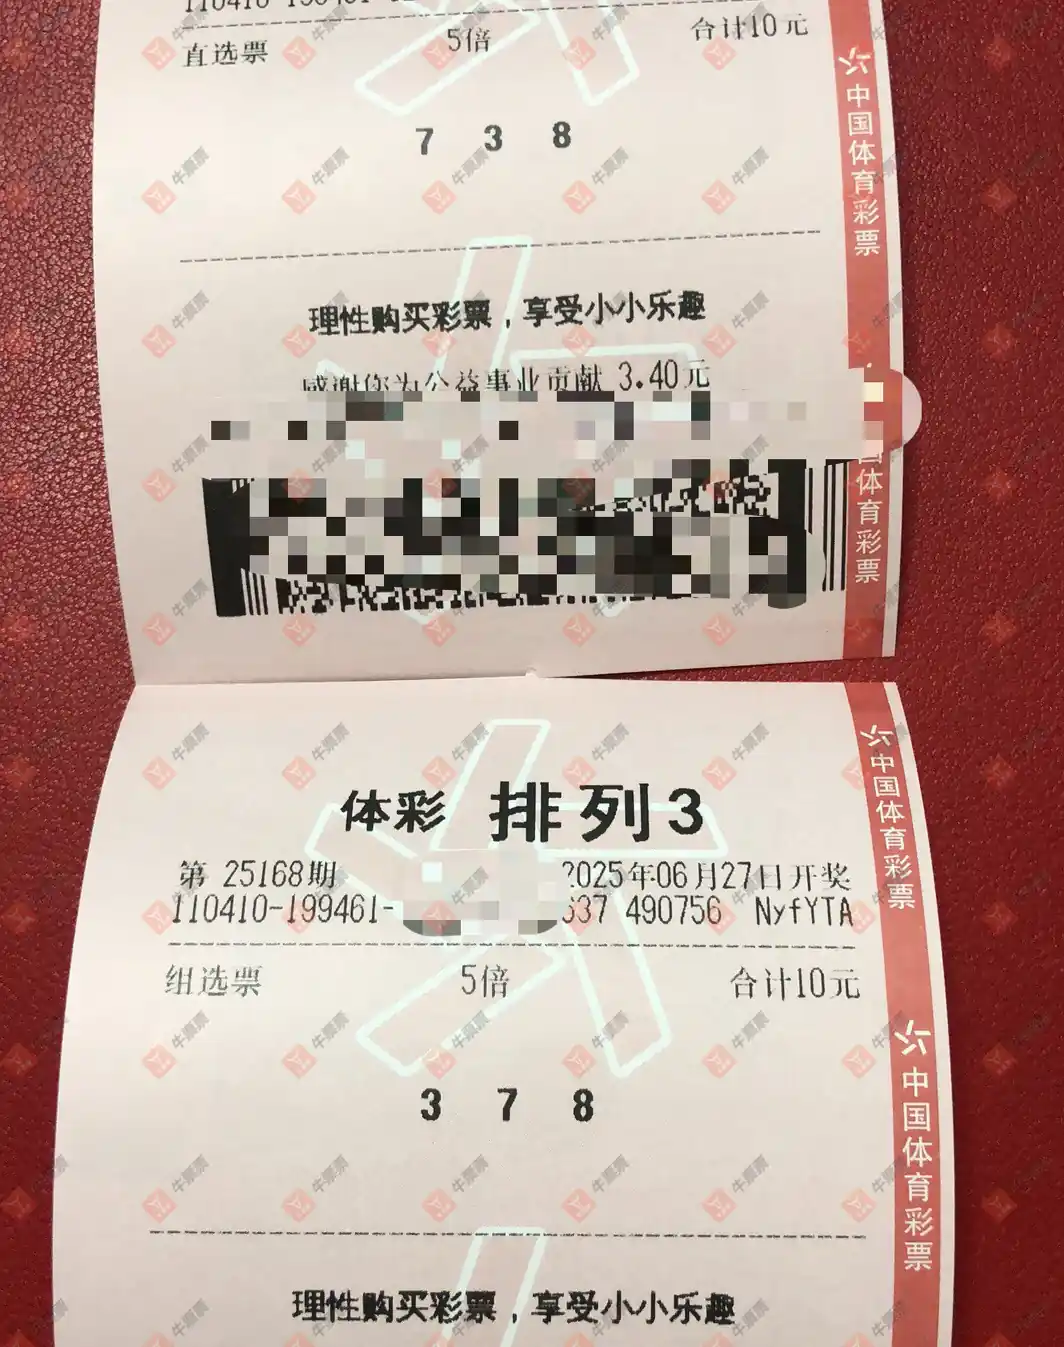 直选票 5倍 合计10元
7 3 8
理性购买彩票，享受小小乐趣
感谢你为公益事业贡献 3.40元
中国体育彩票
国体育彩票
体彩 排列3
第 25168期 2025年06月27日开奖
110410-199461- 537 490756 NyfYTA
组选票 5倍 合计10元
3 7 8
理性购买彩票，享受小小乐趣
中国体育彩票
中国体育彩票
牛票票